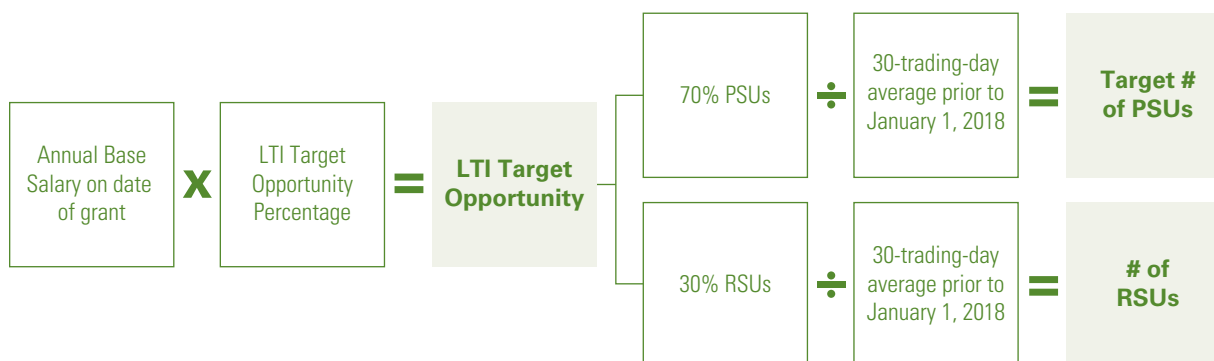 Annual Base
Salary on date
of grant
x
LTI Target
Opportunity
Percentage
=
LTI Target
Opportunity
70% PSUs
÷
30-trading-day
average prior to
January 1, 2018
=
Target #
of PSUs
30% RSUs
÷
30-trading-day
average prior to
January 1, 2018
=
# of
RSUs